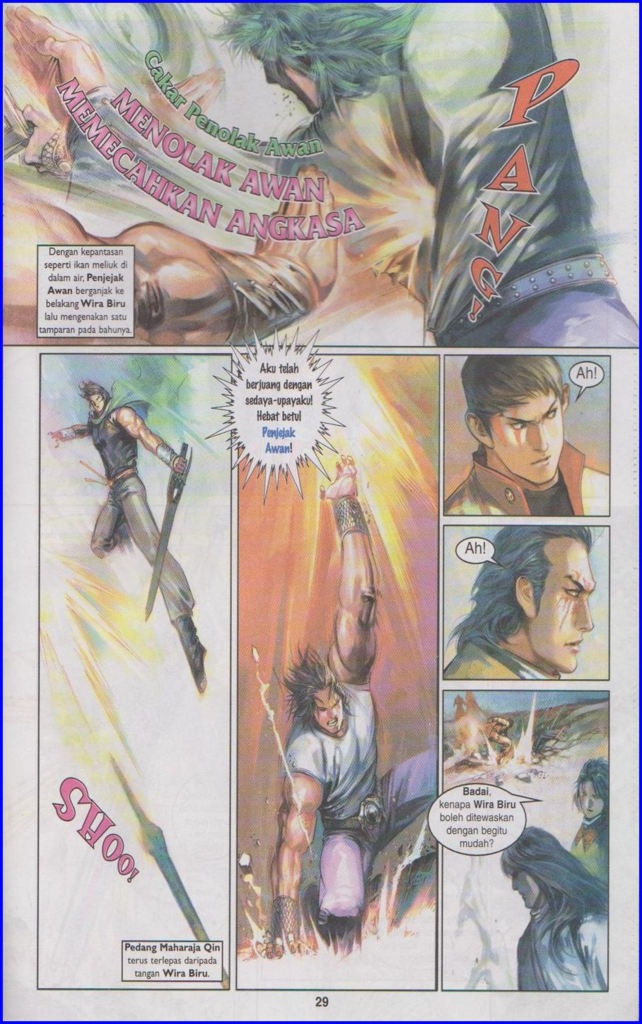 Cakar Penolak Awan
MENOLAK AWAN
MEMECAHKAN ANGKASA
PANG!
Dengan kepantasan
seperti ikan meliuk di
dalam air, Penjejak
Awan berganjak ke
belakang Wira Biru
lalu mengenakan satu
tamparan pada bahunya.
Aku telah
berjuang dengan
sedaya-upayaku!
Hebat betul
Penjejak
Awan!
Ah!
Ah!
SHOO!
Badai,
kenapa Wira Biru
boleh ditewaskan
dengan begitu
mudah?
Pedang Maharaja Qin
terus terlepas daripada
tangan Wira Biru.
29